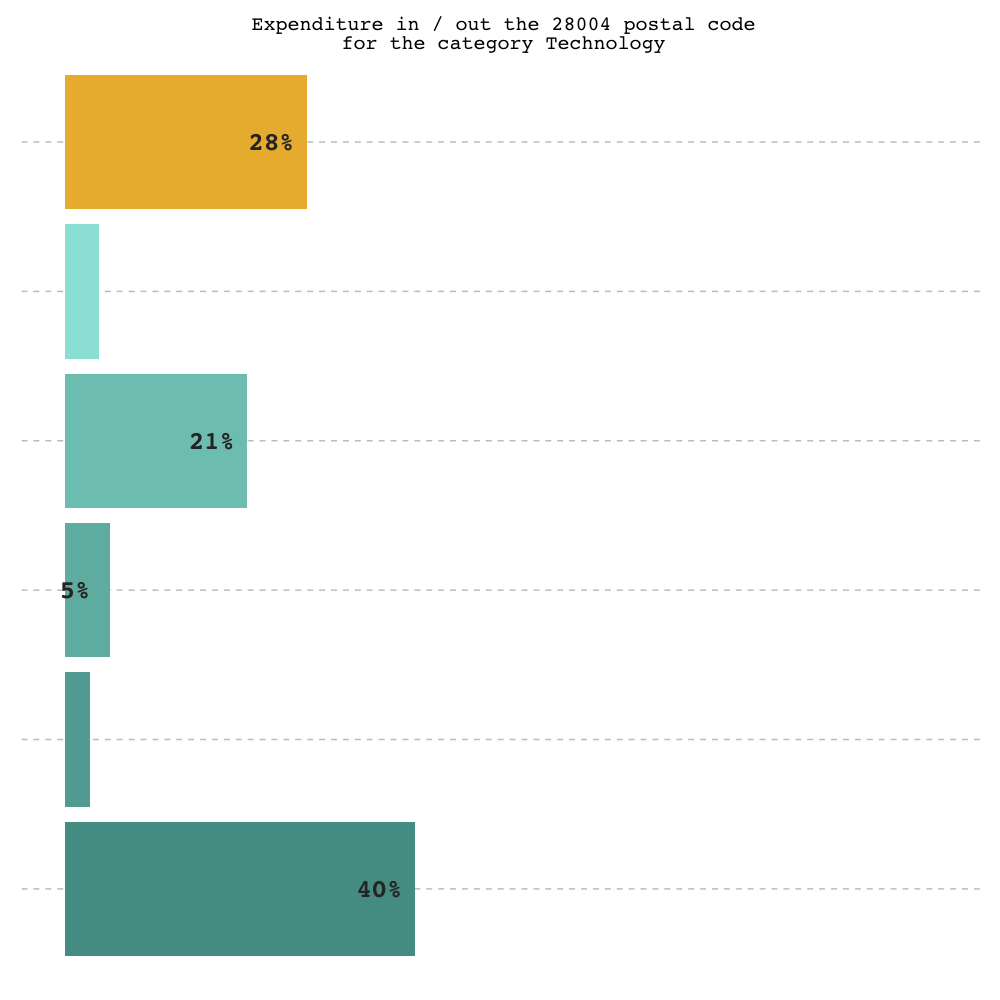 Expenditure in / out the 28004 postal code
for the category Technology
28%
21%
5%
40%